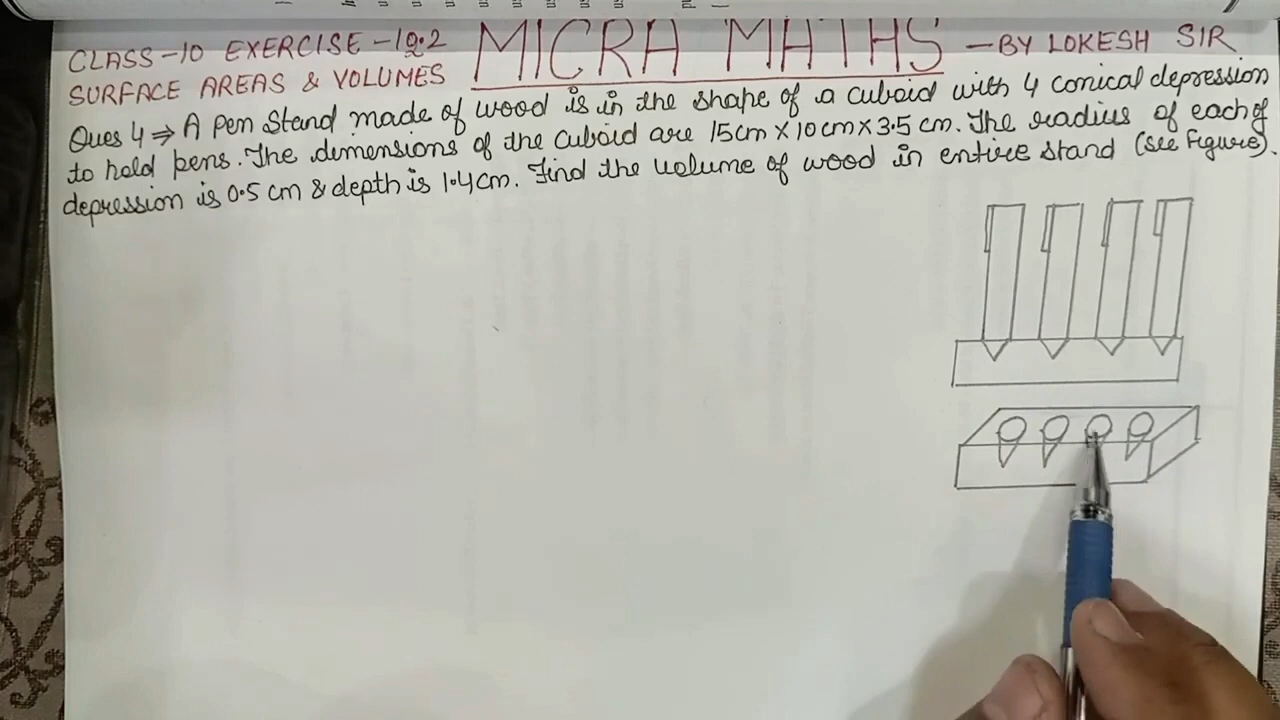 CLASS-10 EXERCISE-12.2 MICRA MATHS -BY LOKESH SIR
SURFACE AREAS & VOLUMES
Ques 4 ⇒ A Pen Stand made of wood is in the shape of a cuboid with 4 conical depression
to hold pens. The dimensions of the cuboid are 15cm×10cm×3.5 cm. The radius of each of
depression is 0.5 cm & depth is 1.4cm. Find the volume of wood in entire stand (see Figure).